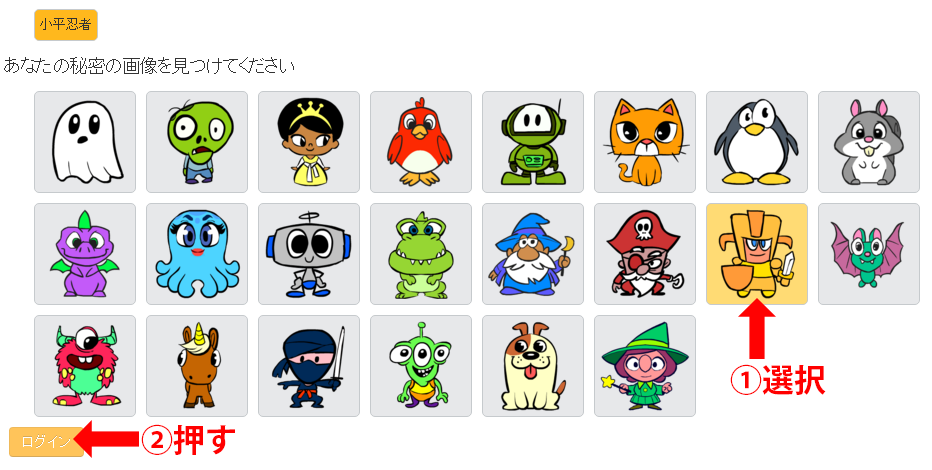 小平忍者
あなたの秘密の画像を見つけてください
①選択
ログイン
②押す